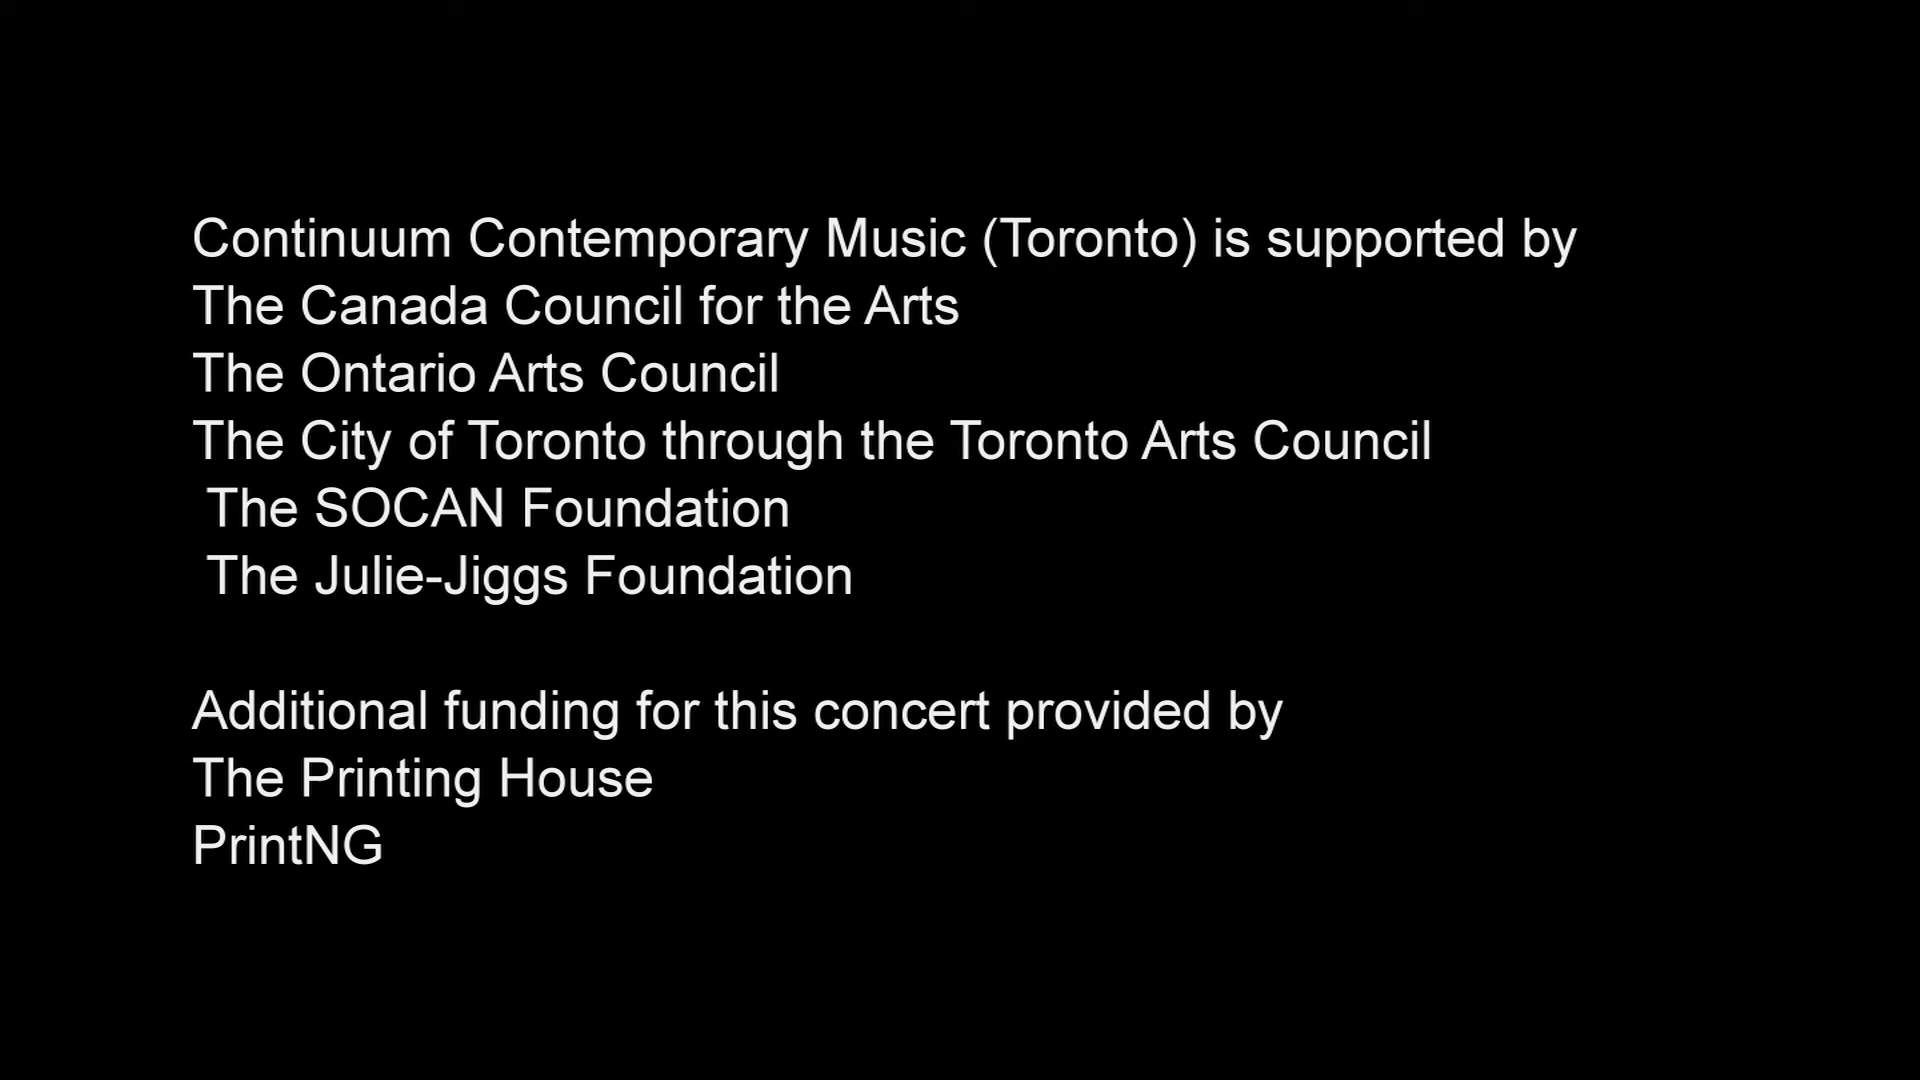 Continuum Contemporary Music (Toronto) is supported by
The Canada Council for the Arts
The Ontario Arts Council
The City of Toronto through the Toronto Arts Council
The SOCAN Foundation
The Julie-Jiggs Foundation
Additional funding for this concert provided by
The Printing House
PrintNG